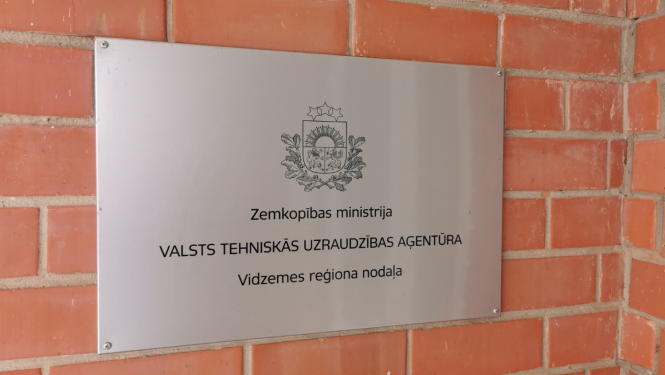 Zemkopības ministrija
VALSTS TEHNISKĀS UZRAUDZĪBAS AĢENTŪRA
Vidzemes reģiona nodaļa